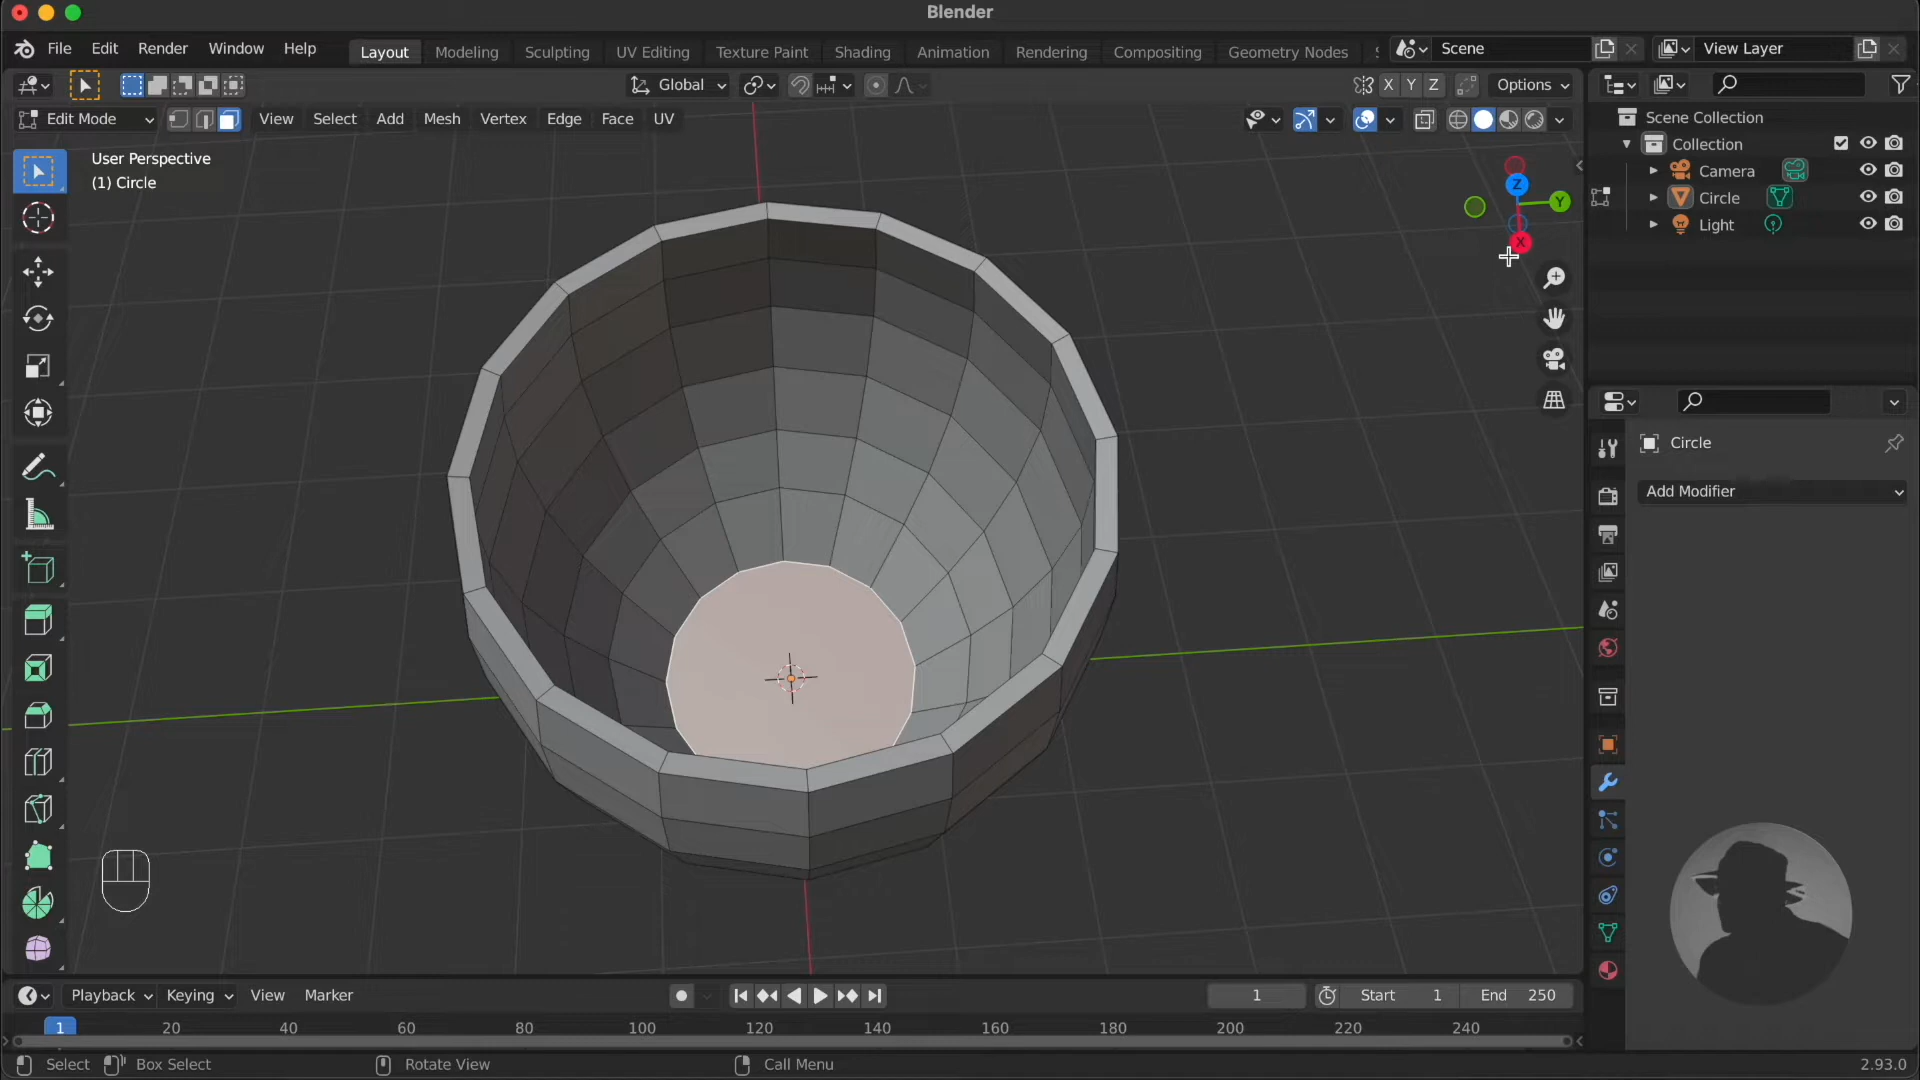 Blender
File Edit Render Window Help Layout Modeling Sculpting UV Editing Texture Paint Shading Animation Rendering Compositing Geometry Nodes Scene View Layer
Global X Y Z Options
Edit Mode View Select Add Mesh Vertex Edge Face UV
Scene Collection
Collection
Camera
Circle
Light
User Perspective
(1) Circle
Z
Y
X
Circle
Add Modifier
Playback Keying View Marker 1 Start 1 End 250
1 20 40 60 80 100 120 140 160 180 200 220 240
Select Box Select Rotate View Call Menu 2.93.0